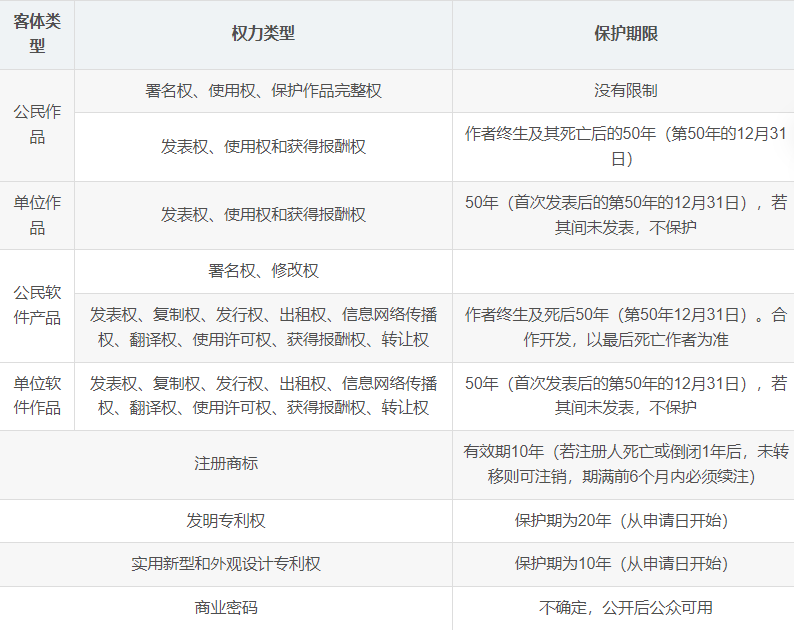 客体类
型
权力类型
保护期限
公民作
品
署名权、使用权、保护作品完整权
没有限制
发表权、使用权和获得报酬权
作者终生及其死亡后的50年（第50年的12月31
日）
单位作
品
发表权、使用权和获得报酬权
50年（首次发表后的第50年的12月31日），若
其间未发表，不保护
公民软
件产品
署名权、修改权
发表权、复制权、发行权、出租权、信息网络传播
权、翻译权、使用许可权、获得报酬权、转让权
作者终生及死后50年（第50年12月31日）。合
作开发，以最后死亡作者为准
单位软
件作品
发表权、复制权、发行权、出租权、信息网络传播
权、翻译权、使用许可权、获得报酬权、转让权
50年（首次发表后的第50年的12月31日），若
其间未发表，不保护
注册商标
有效期10年（若注册人死亡或倒闭1年后，未转
移则可注销，期满前6个月内必须续注）
发明专利权
保护期为20年（从申请日开始）
实用新型和外观设计专利权
保护期为10年（从申请日开始）
商业密码
不确定，公开后公众可用